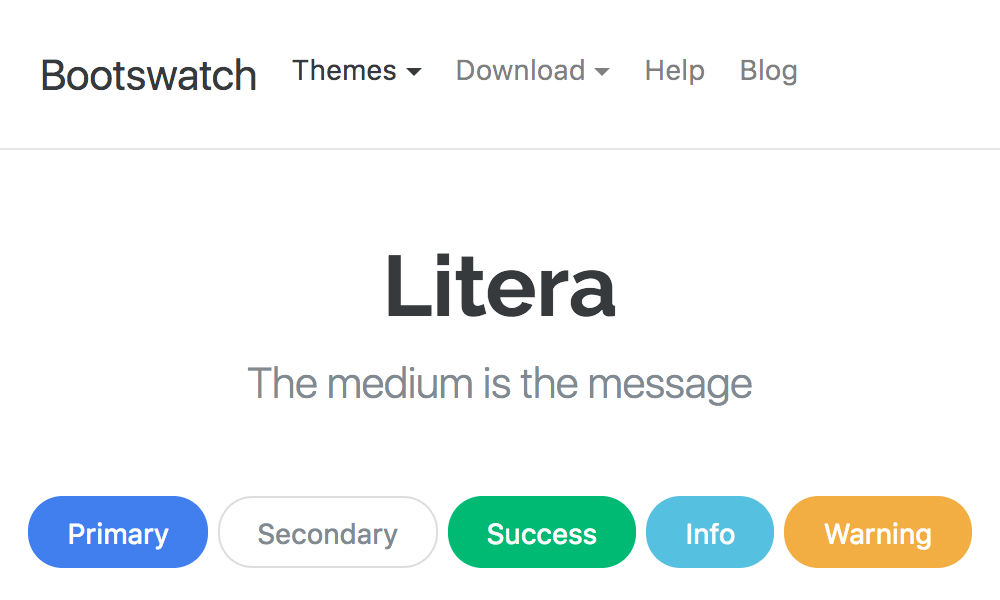 Bootswatch Themes Download Help Blog
Litera
The medium is the message
Primary Secondary Success Info Warning